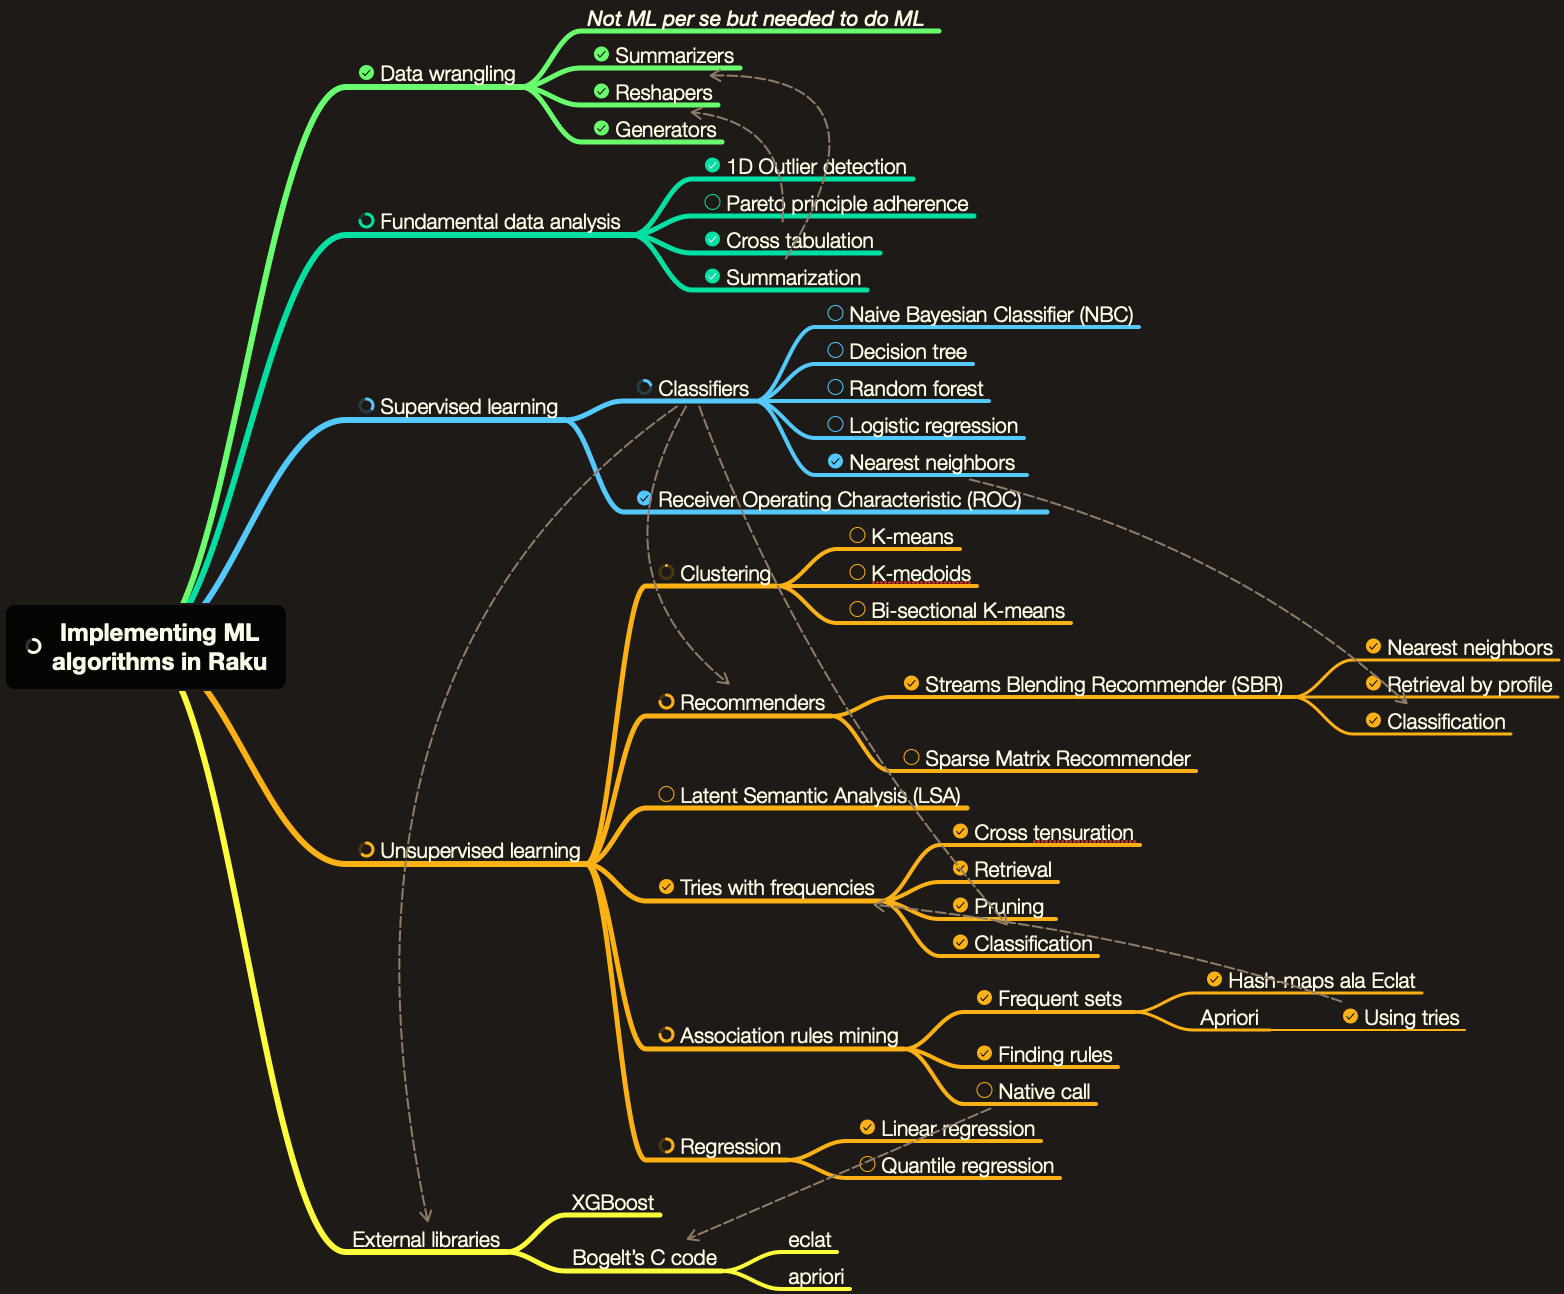 Not ML per se but needed to do ML
Summarizers
Data wrangling
Reshapers
Generators
1D Outlier detection
Pareto principle adherence
Fundamental data analysis
Cross tabulation
Summarization
Naive Bayesian Classifier (NBC)
Decision tree
Classifiers
Random forest
Supervised learning
Logistic regression
Nearest neighbors
Receiver Operating Characteristic (ROC)
K-means
Clustering
K-medoids
Bi-sectional K-means
Implementing ML
algorithms in Raku
Nearest neighbors
Streams Blending Recommender (SBR)
Retrieval by profile
Recommenders
Classification
Sparse Matrix Recommender
Latent Semantic Analysis (LSA)
Cross tensuration
Unsupervised learning
Retrieval
Tries with frequencies
Pruning
Classification
Hash maps ala Eclat
Frequent sets
Apriori
Using tries
Association rules mining
Finding rules
Native call
Linear regression
Regression
Quantile regression
XGBoost
External libraries
Bogelt's C code
eclat
apriori